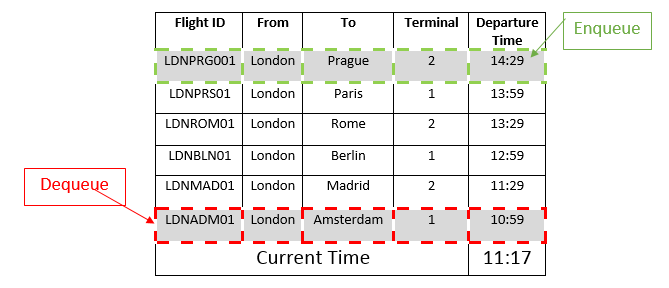 Flight ID From To Terminal Departure Time
Enqueue
LDNPRG001 London Prague 2 14:29
LDNPRS01 London Paris 1 13:59
LDNROM01 London Rome 2 13:29
LDNBLN01 London Berlin 1 12:59
Dequeue
LDNMAD01 London Madrid 2 11:29
LDNADM01 London Amsterdam 1 10:59
Current Time 11:17